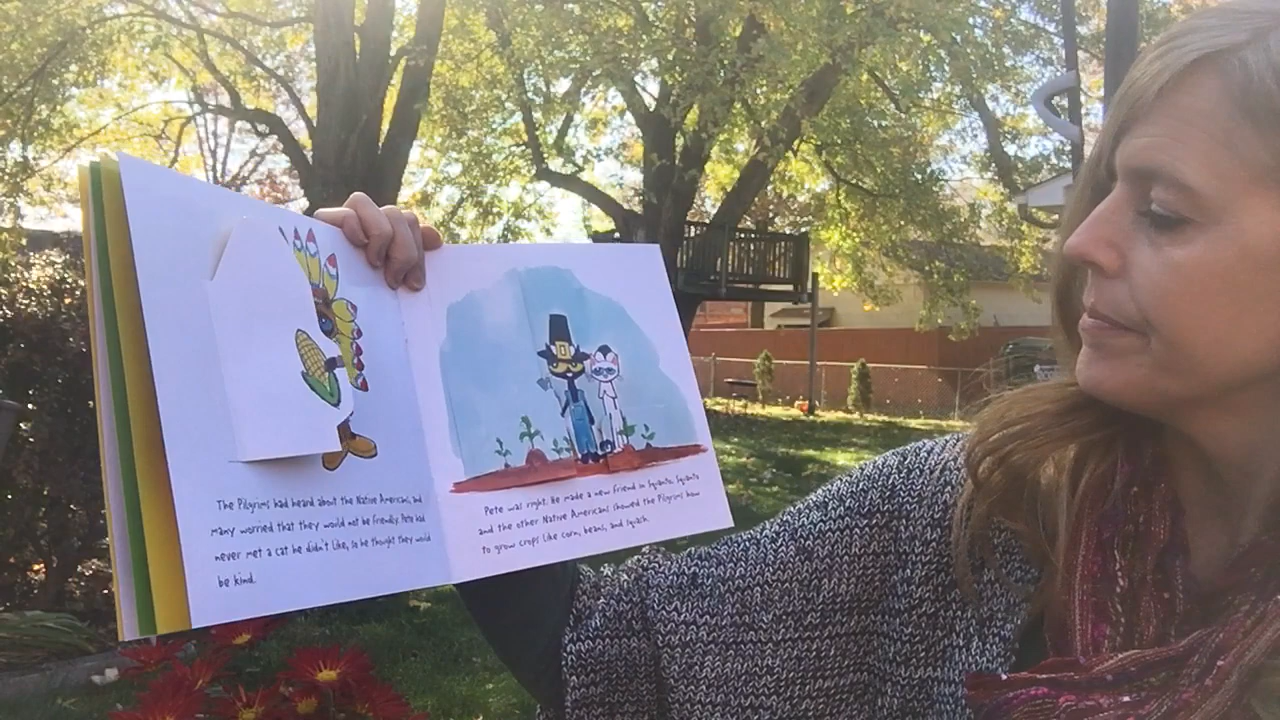 The Pilgrims had heard about the Native Americans, and
many worried that they would not be friendly. Pete had
never met a cat he didn't like, so he thought they would
be kind.
Pete was right. He made a new friend in Squanto. Squanto
and the other Native Americans showed the Pilgrims how
to grow crops like corn, beans, and squash.